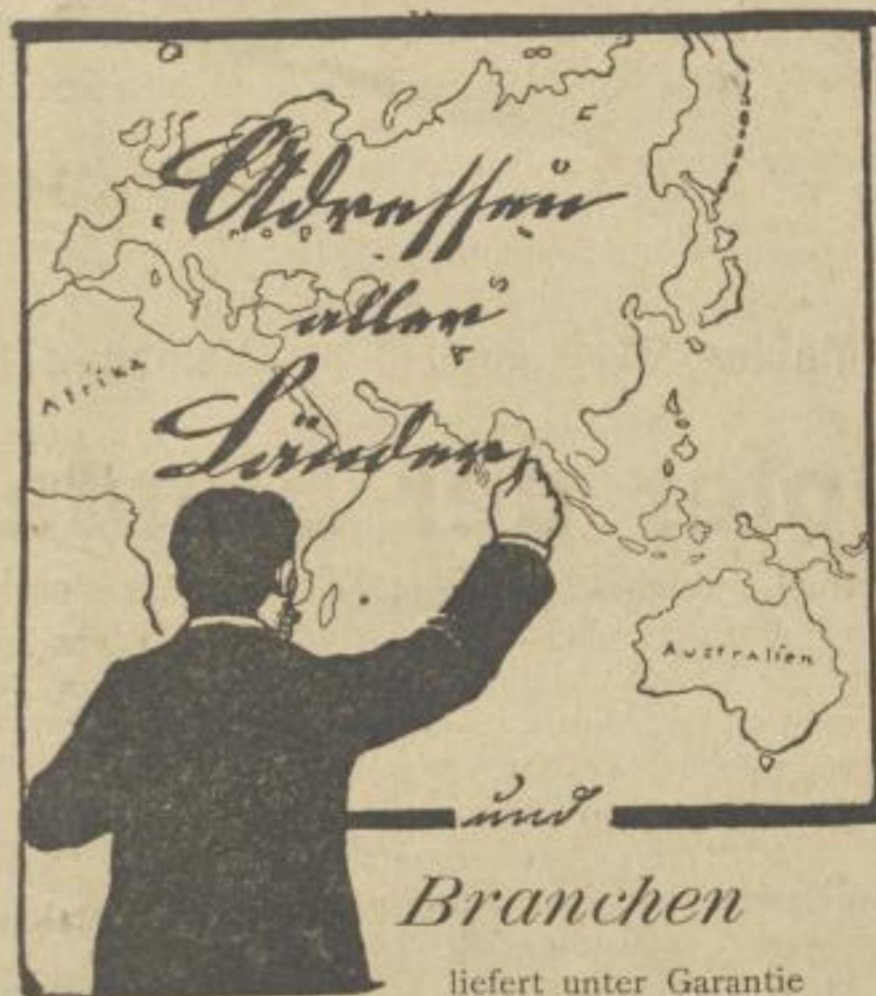 Adressen
aller
Länder
Afrika
Australien
und
Branchen
liefert unter Garantie